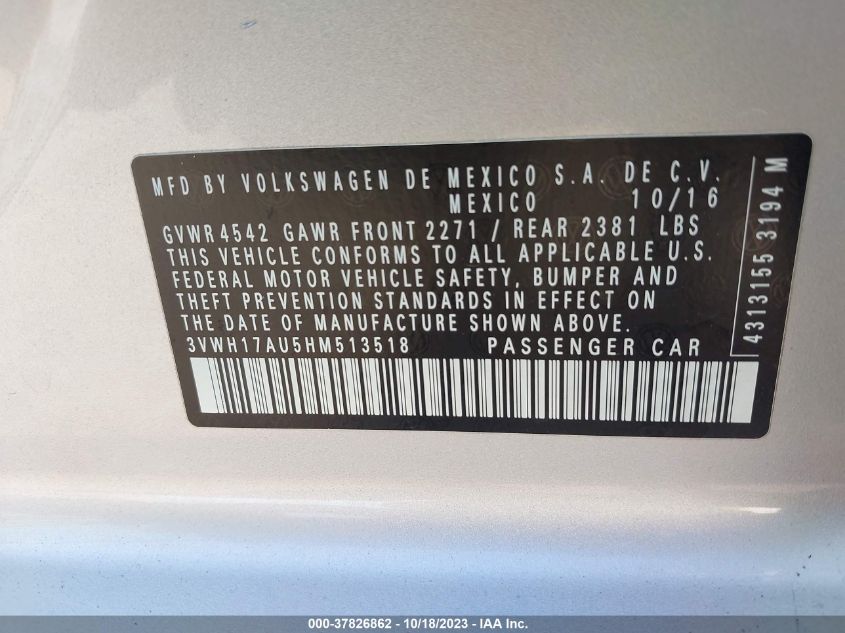 MFD BY VOLKSWAGEN DE MEXICO S.A. DE C.V.
MEXICO 10/16
GVWR 4542 GAWR FRONT 2271 / REAR 2381 LBS
THIS VEHICLE CONFORMS TO ALL APPLICABLE U.S.
FEDERAL MOTOR VEHICLE SAFETY, BUMPER AND
THEFT PREVENTION STANDARDS IN EFFECT ON
THE DATE OF MANUFACTURE SHOWN ABOVE.
3VWH17AU5HM513518 PASSENGER CAR
4313155 3194 M
000-37826862 - 10/18/2023 - IAA Inc.